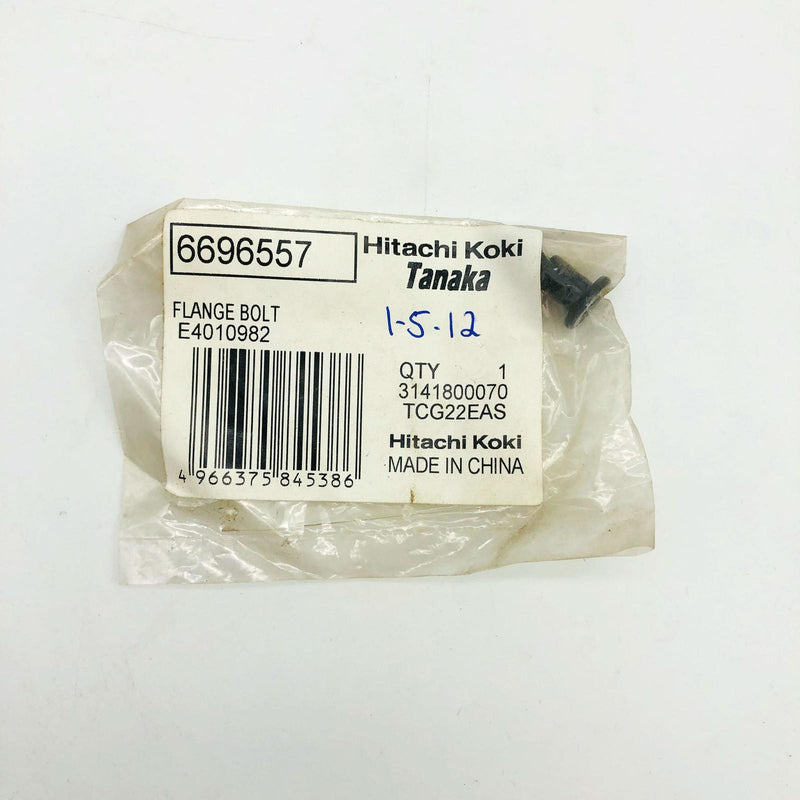 6696557
Hitachi Koki
Tanaka
FLANGE BOLT
E4010982
1-5-12
QTY 1
3141800070
TCG22EAS
Hitachi Koki
MADE IN CHINA
4 966375 845386